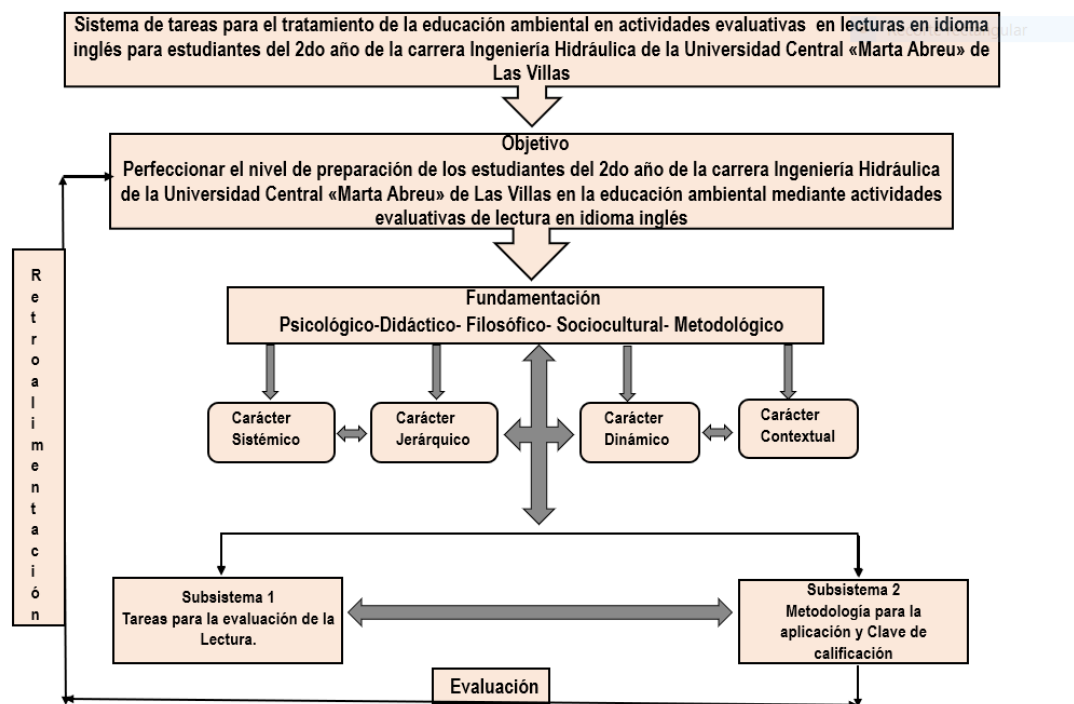 Sistema de tareas para el tratamiento de la educación ambiental en actividades evaluativas en lecturas en idioma
inglés para estudiantes del 2do año de la carrera Ingeniería Hidráulica de la Universidad Central «Marta Abreu» de
Las Villas
Objetivo
Perfeccionar el nivel de preparación de los estudiantes del 2do año de la carrera Ingeniería Hidráulica
de la Universidad Central «Marta Abreu» de Las Villas en la educación ambiental mediante actividades
evaluativas de lectura en idioma inglés
Retroalimentación
Fundamentación
Psicológico-Didáctico- Filosófico- Sociocultural- Metodológico
Carácter
Sistémico
Carácter
Jerárquico
Carácter
Dinámico
Carácter
Contextual
Subsistema 1
Tareas para la evaluación de la
Lectura.
Subsistema 2
Metodología para la
aplicación y Clave de
calificación
Evaluación